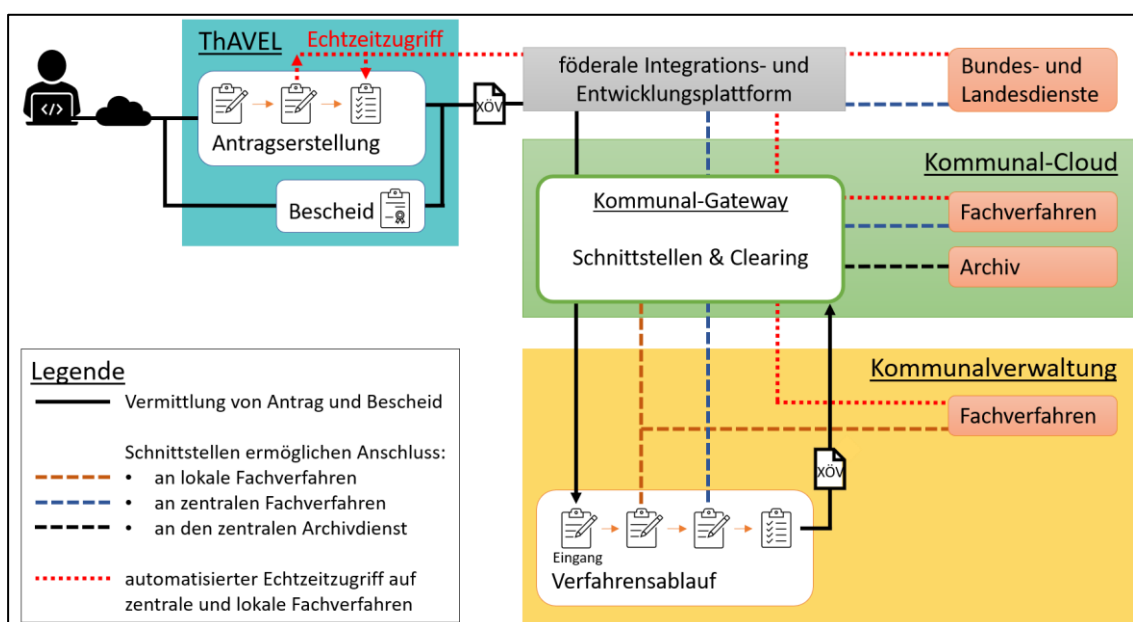 ThAVEL
Echtzeitzugriff
</>
Antragserstellung
Bescheid
XÖV
föderale Integrations- und
Entwicklungsplattform
Bundes- und
Landesdienste
Kommunal-Cloud
Kommunal-Gateway
Schnittstellen & Clearing
Fachverfahren
Archiv
Kommunalverwaltung
Fachverfahren
XÖV
Eingang
Verfahrensablauf
Legende
Vermittlung von Antrag und Bescheid
Schnittstellen ermöglichen Anschluss:
• an lokale Fachverfahren
• an zentralen Fachverfahren
• an den zentralen Archivdienst
automatisierter Echtzeitzugriff auf
zentrale und lokale Fachverfahren